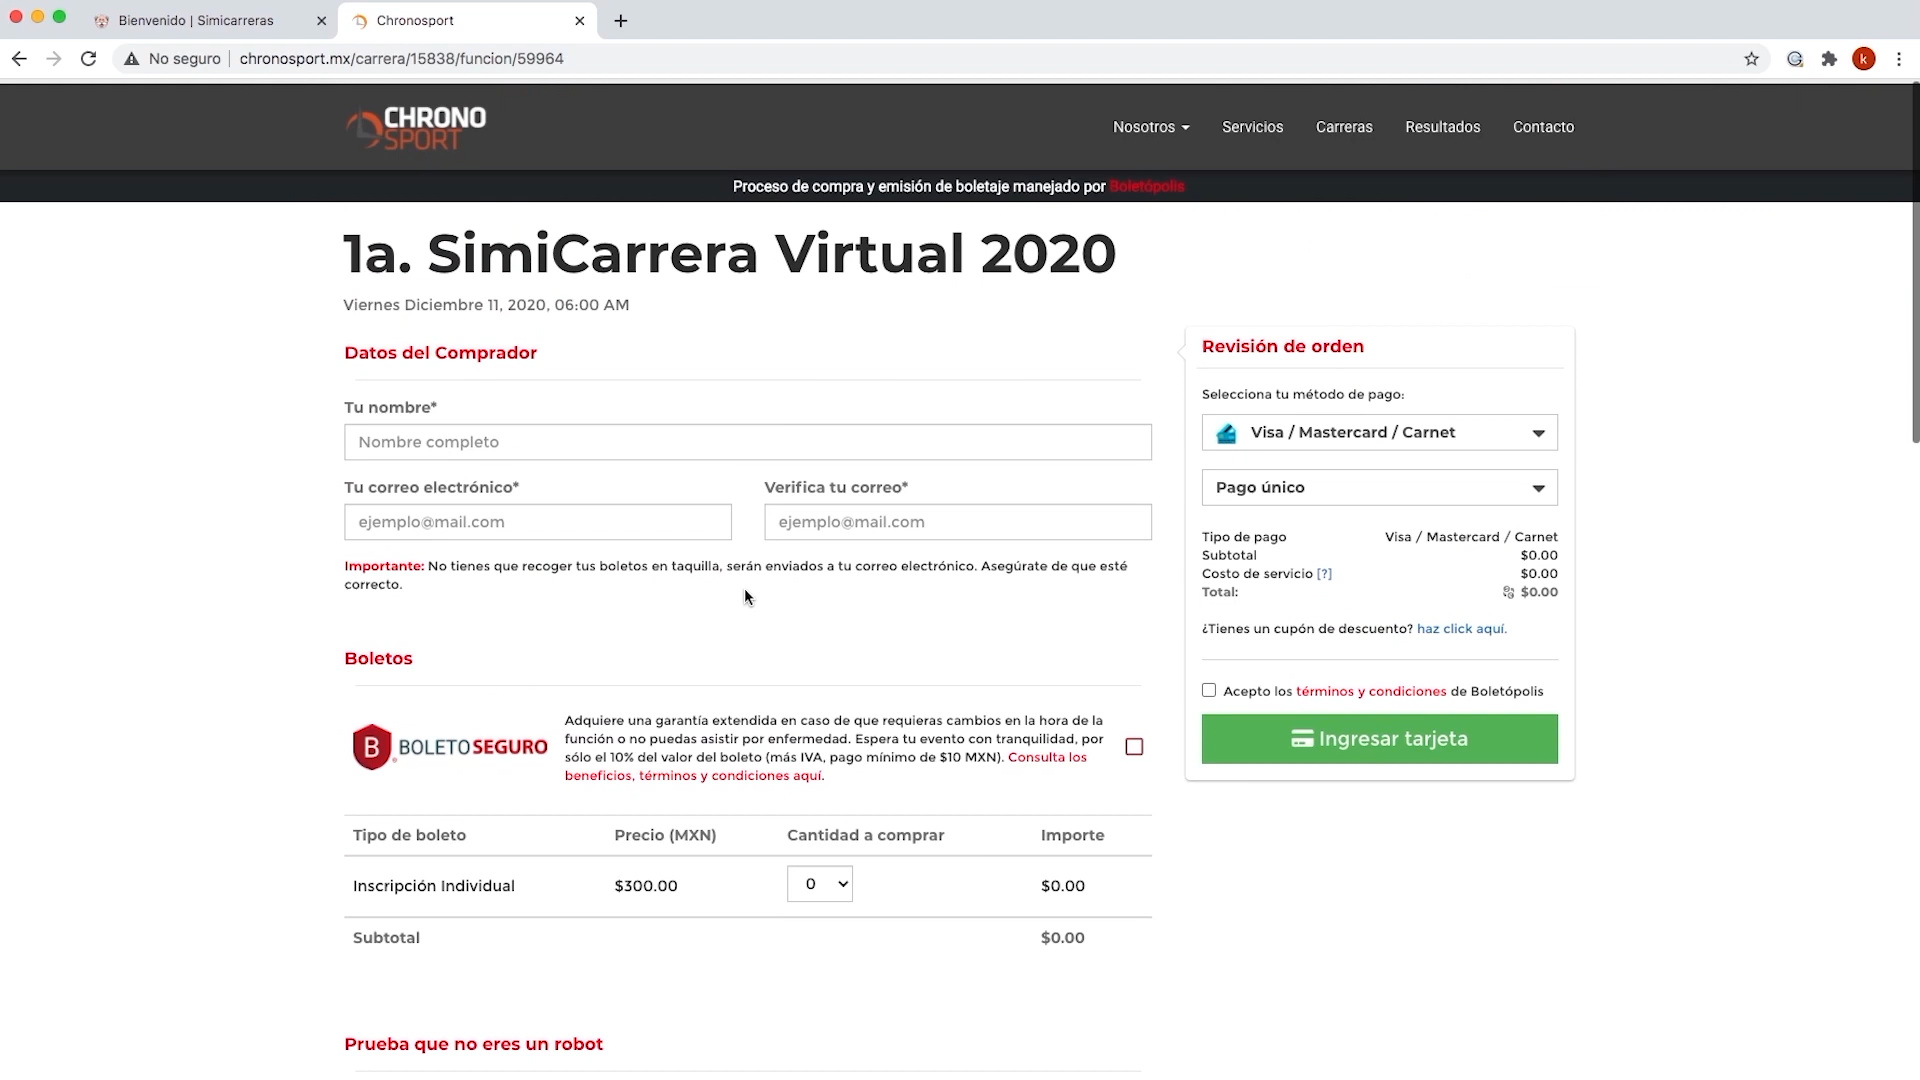 Bienvenido | Simicarreras
Chronosport
No seguro
chronosport.mx/carrera/15838/funcion/59964
k
CHRONO
SPORT
Nosotros
Servicios
Carreras
Resultados
Contacto
Proceso de compra y emisión de boletaje manejado por Boletópolis
1a. SimiCarrera Virtual 2020
Viernes Diciembre 11, 2020, 06:00 AM
Datos del Comprador
Tu nombre*
Nombre completo
Tu correo electrónico*
Verifica tu correo*
ejemplo@mail.com
ejemplo@mail.com
Importante: No tienes que recoger tus boletos en taquilla, serán enviados a tu correo electrónico. Asegúrate de que esté
correcto.
Boletos
B BOLETOSEGURO
Adquiere una garantía extendida en caso de que requieras cambios en la hora de la
función o no puedas asistir por enfermedad. Espera tu evento con tranquilidad, por
sólo el 10% del valor del boleto (más IVA, pago mínimo de $10 MXN). Consulta los
beneficios, términos y condiciones aquí.
Tipo de boleto
Precio (MXN)
Cantidad a comprar
Importe
Inscripción Individual
$300.00
0
$0.00
Subtotal
$0.00
Prueba que no eres un robot
Revisión de orden
Selecciona tu método de pago:
Visa / Mastercard / Carnet
Pago único
Tipo de pago Visa / Mastercard / Carnet
Subtotal $0.00
Costo de servicio [?] $0.00
Total: $0.00
¿Tienes un cupón de descuento? haz click aquí.
Acepto los términos y condiciones de Boletópolis
Ingresar tarjeta